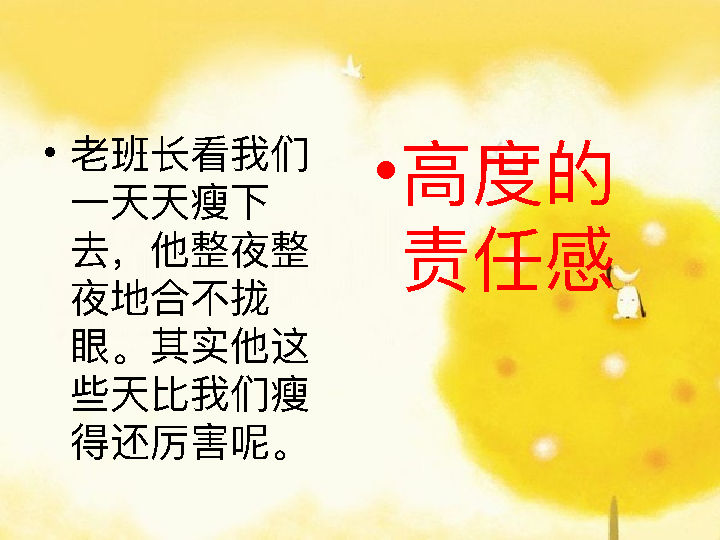 • 老班长看我们
一天天瘦下
去，他整夜整
夜地合不拢
眼。其实他这
些天比我们瘦
得还厉害呢。
• 高度的
责任感